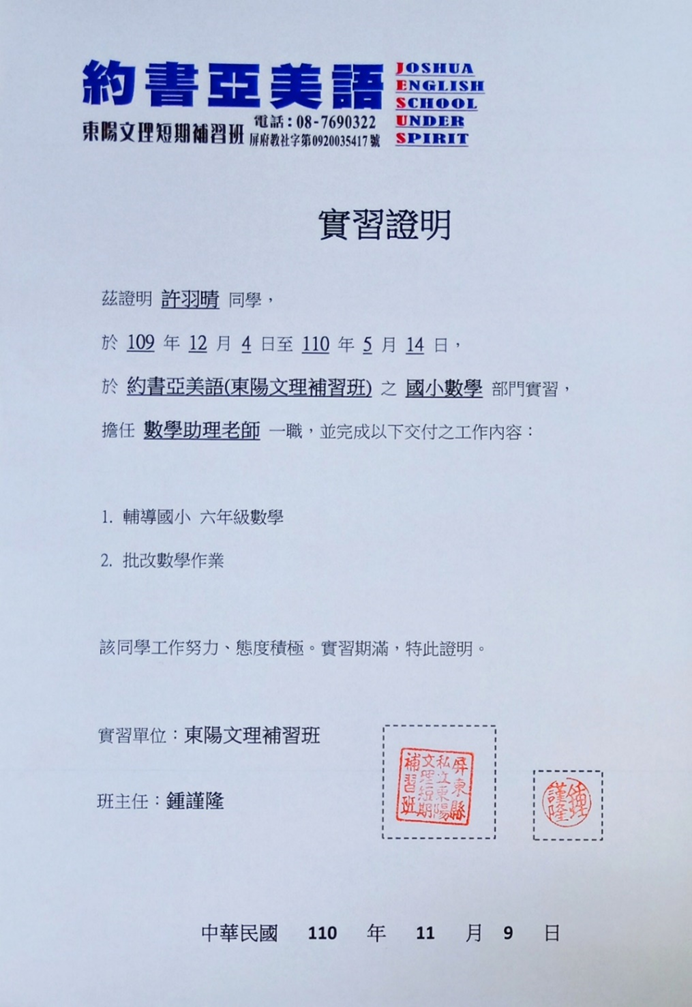 約書亞美語
JOSHUA
ENGLISH
SCHOOL
UNDER
SPIRIT
東陽文理短期補習班
電話：08-7690322
屏府教社字第0920035417號
實習證明
茲證明 許羽晴 同學，
於 109 年 12 月 4 日至 110 年 5 月 14 日，
於 約書亞美語(東陽文理補習班) 之 國小數學 部門實習，
擔任 數學助理老師 一職，並完成以下交付之工作內容：
1. 輔導國小 六年級數學
2. 批改數學作業
該同學工作努力、態度積極。實習期滿，特此證明。
實習單位：東陽文理補習班
屏東縣
私立東陽
文理短期
補習班
班主任：鍾謹隆
鍾
謹隆
中華民國 110 年 11 月 9 日